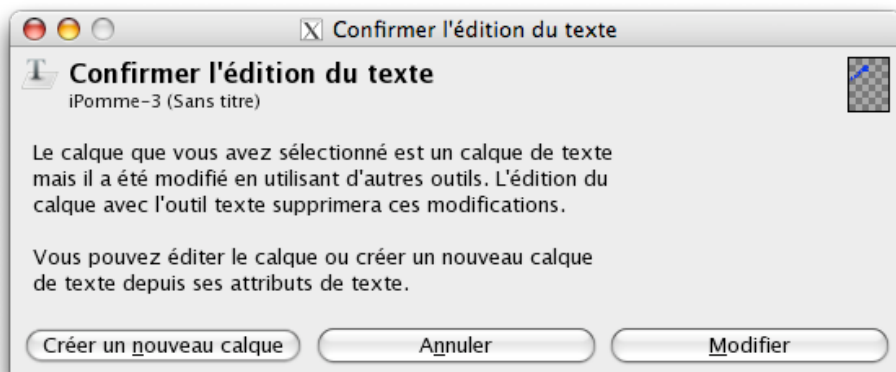 Confirmer l'édition du texte
Confirmer l'édition du texte
iPomme-3 (Sans titre)
Le calque que vous avez sélectionné est un calque de texte
mais il a été modifié en utilisant d'autres outils. L'édition du
calque avec l'outil texte supprimera ces modifications.
Vous pouvez éditer le calque ou créer un nouveau calque
de texte depuis ses attributs de texte.
Créer un nouveau calque Annuler Modifier